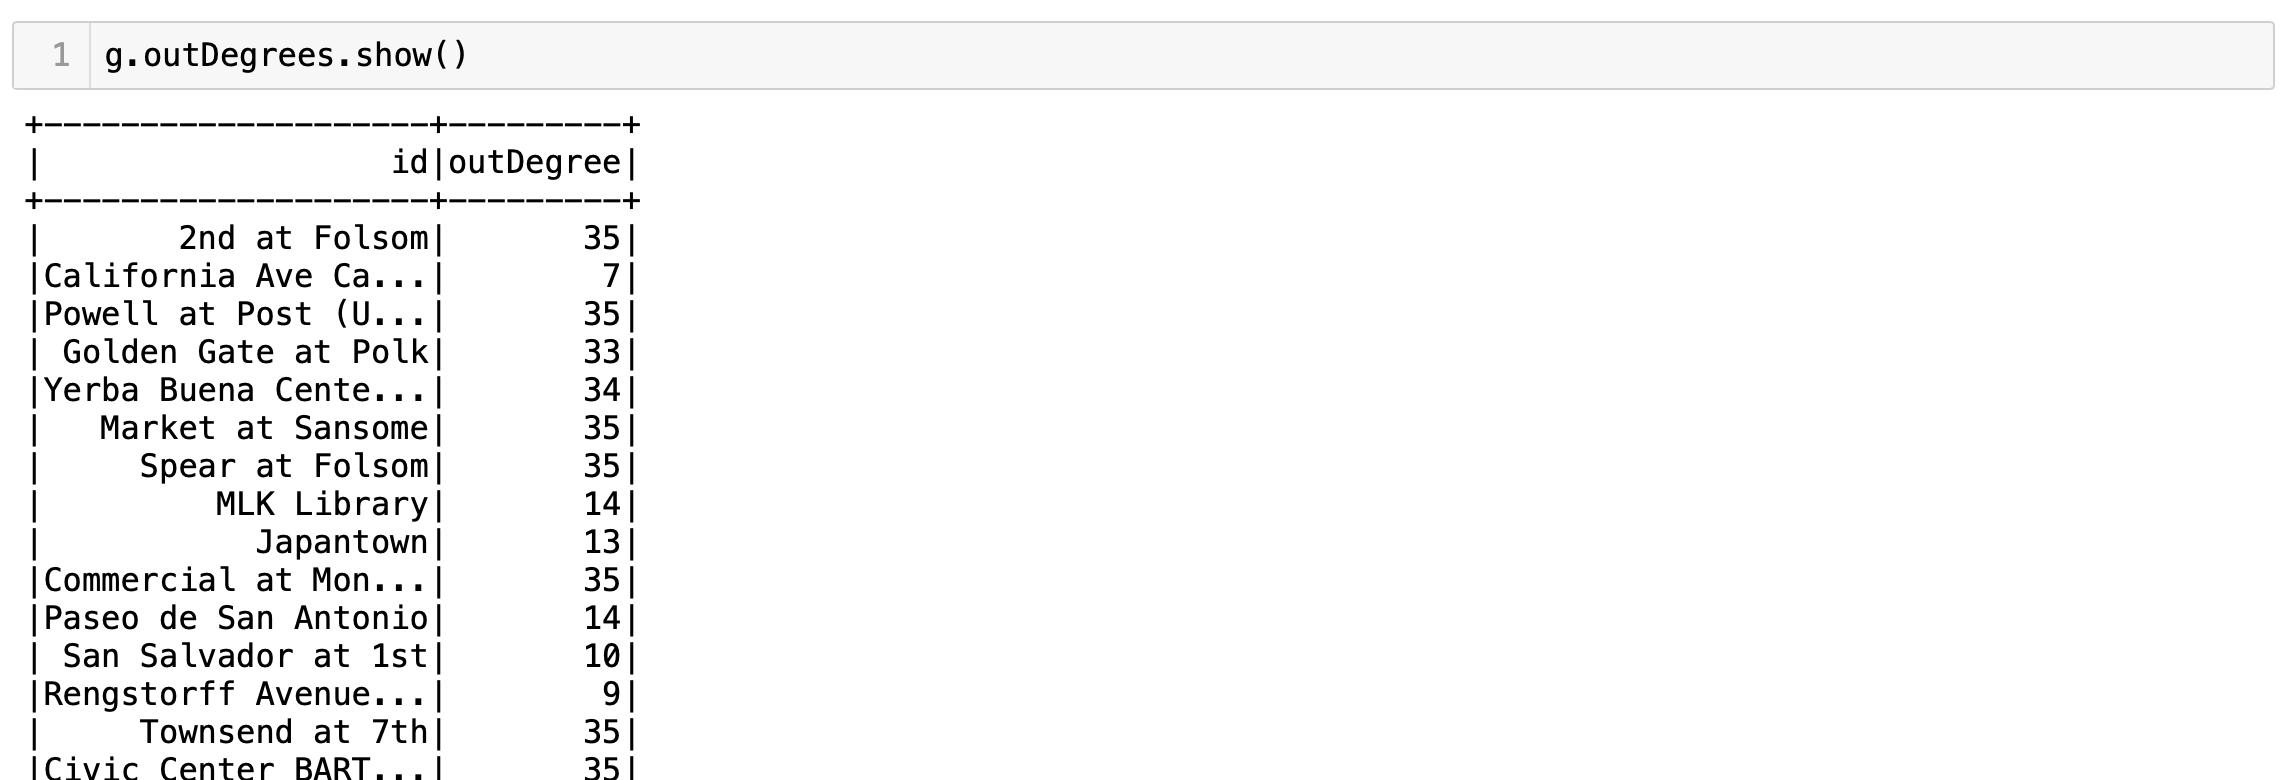 1 g.outDegrees.show()
+--------------------+---------+
|                  id|outDegree|
+--------------------+---------+
|       2nd at Folsom|       35|
|California Ave Ca...|        7|
|Powell at Post (U...|       35|
| Golden Gate at Polk|       33|
|Yerba Buena Cente...|       34|
|   Market at Sansome|       35|
|     Spear at Folsom|       35|
|         MLK Library|       14|
|           Japantown|       13|
|Commercial at Mon...|       35|
|Paseo de San Antonio|       14|
| San Salvador at 1st|       10|
|Rengstorff Avenue...|        9|
|     Townsend at 7th|       35|
|Civic Center BART...|       35|